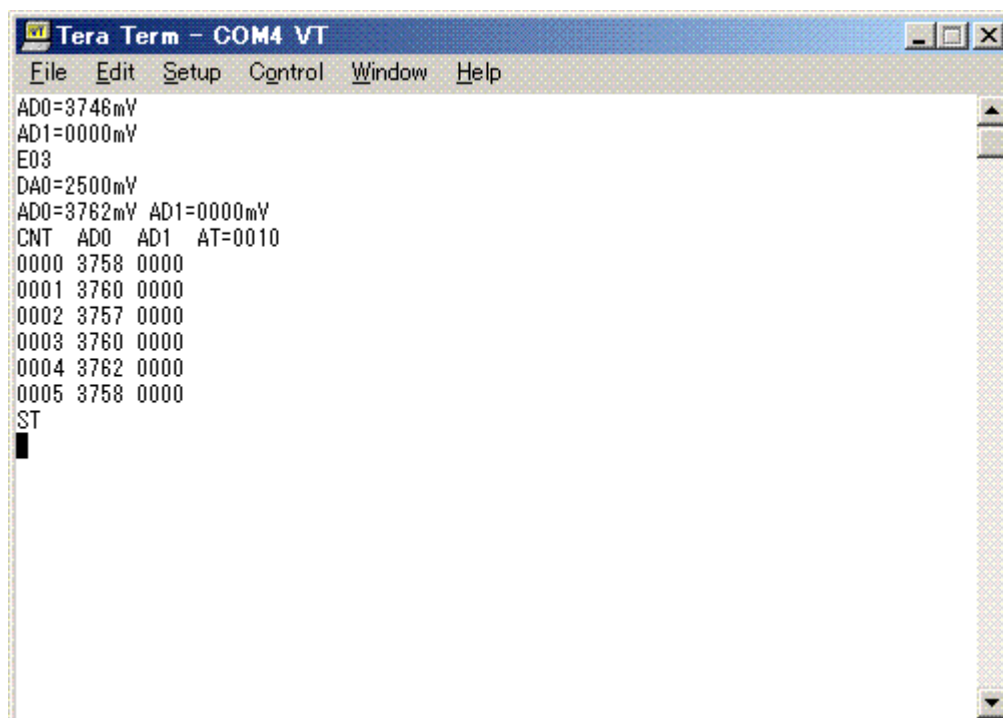 Tera Term - COM4 VT
File Edit Setup Control Window Help
AD0=3746mV
AD1=0000mV
E03
DA0=2500mV
AD0=3762mV AD1=0000mV
CNT AD0 AD1 AT=0010
0000 3758 0000
0001 3760 0000
0002 3757 0000
0003 3760 0000
0004 3762 0000
0005 3758 0000
ST